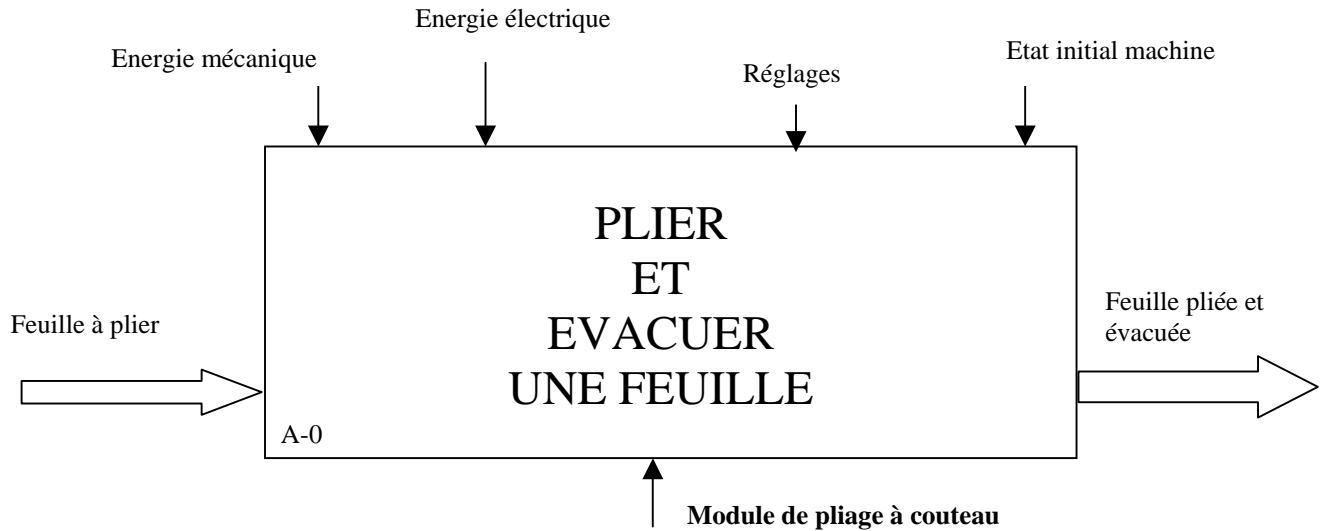 Energie électrique
Energie mécanique
Réglages
Etat initial machine
PLIER
ET
EVACUER
UNE FEUILLE
Feuille à plier
Feuille pliée et
évacuée
A-0
Module de pliage à couteau